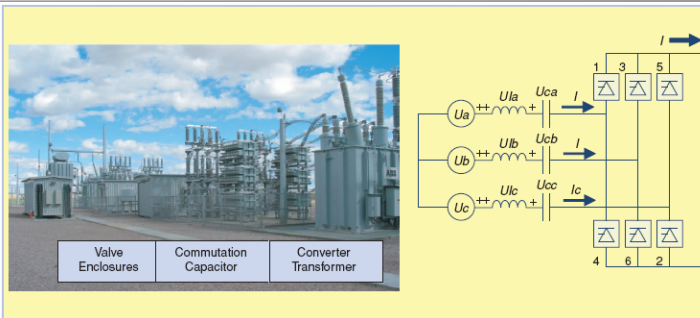 Valve
Enclosures
Commutation
Capacitor
Converter
Transformer
ABB
I
1 3 5
Ula Uca I
Ua ++ +
Ulb Ucb I
Ub ++ +
Ulc Ucc Ic
Uc ++ +
4 6 2